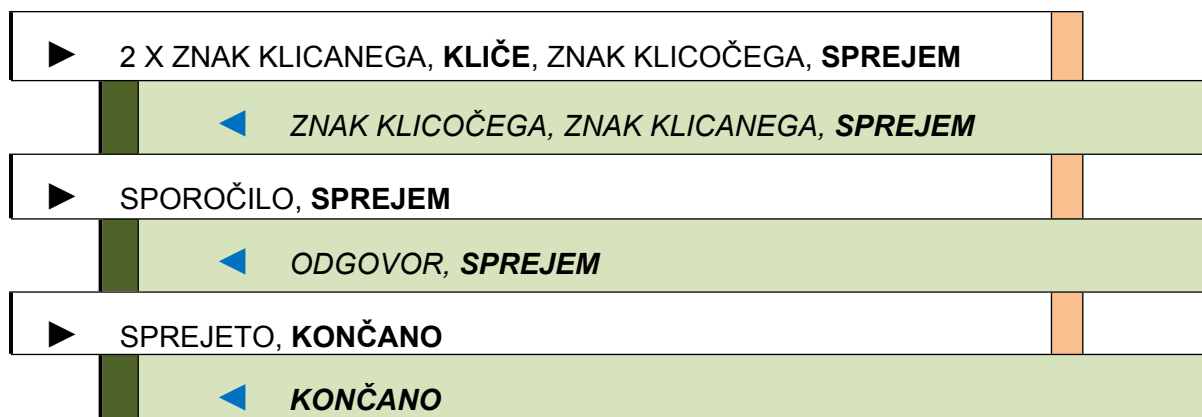 2 X ZNAK KLICANEGA, KLIČE, ZNAK KLICOČEGA, SPREJEM
ZNAK KLICOČEGA, ZNAK KLICANEGA, SPREJEM
SPOROČILO, SPREJEM
ODGOVOR, SPREJEM
SPREJETO, KONČANO
KONČANO